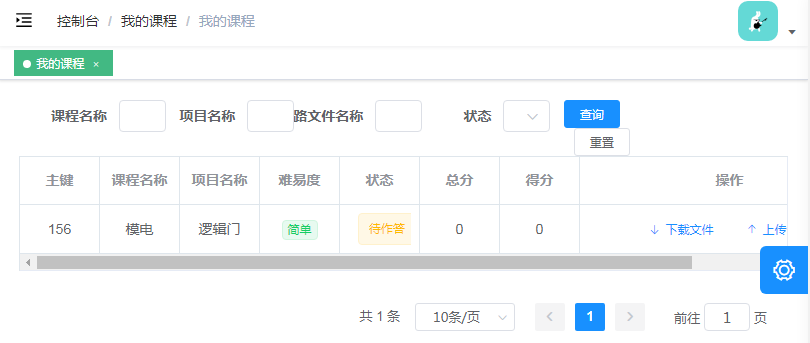 控制台 / 我的课程 / 我的课程
我的课程 ×
课程名称 项目名称 路文件名称 状态 查询
重置
主键 课程名称 项目名称 难易度 状态 总分 得分 操作
156 模电 逻辑门 简单 待作答 0 0 下载文件 上传
共 1 条 10条/页 1 前往 1 页